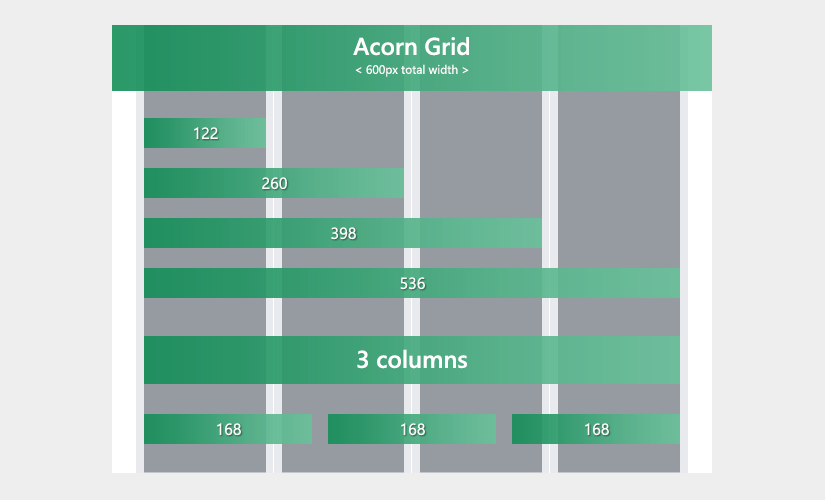 Acorn Grid
< 600px total width >
122
260
398
536
3 columns
168 168 168